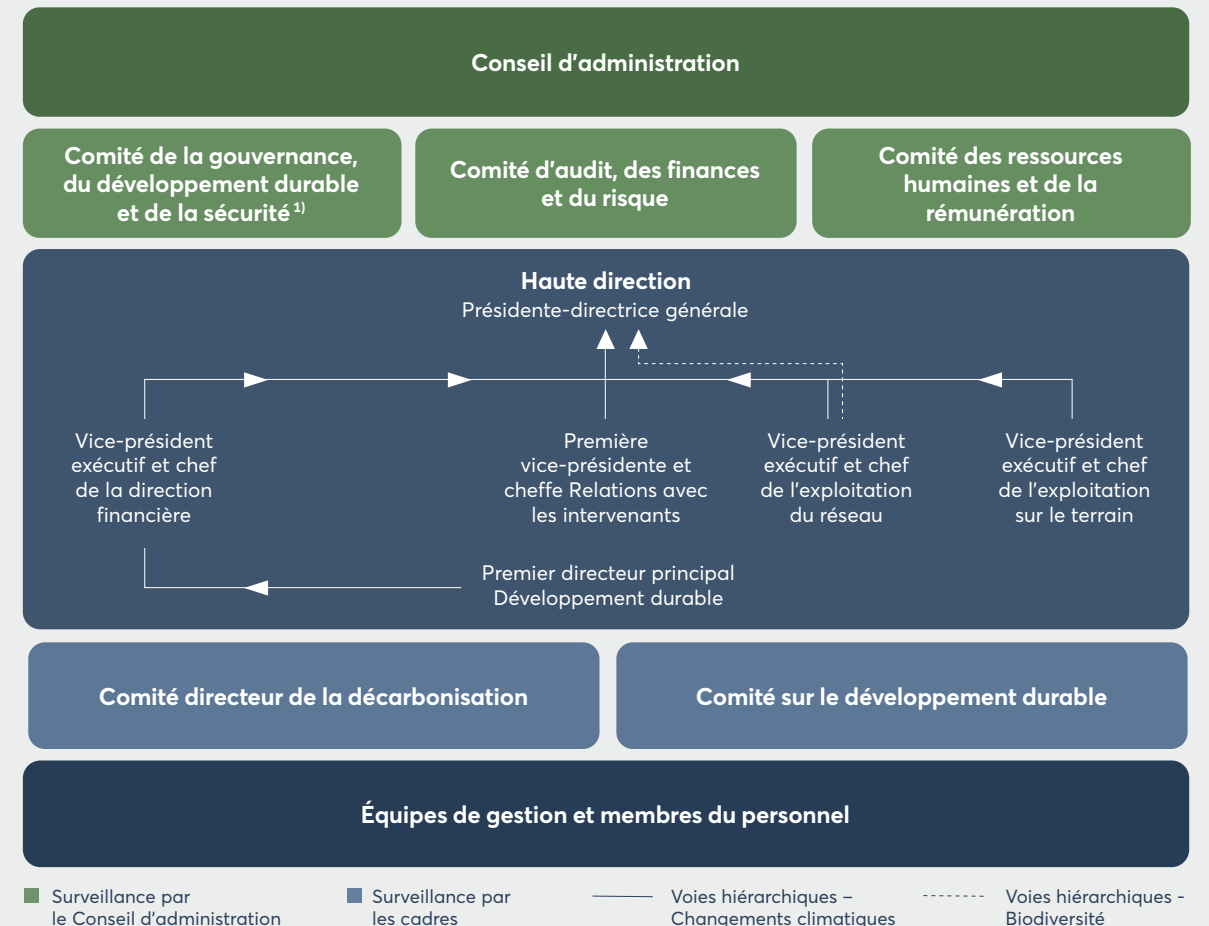 Conseil d'administration
Comité de la gouvernance,
du développement durable
et de la sécurité 1)
Comité d'audit, des finances
et du risque
Comité des ressources
humaines et de la
rémunération
Haute direction
Présidente-directrice générale
Vice-président
exécutif et chef
de la direction
financière
Première
vice-présidente et
cheffe Relations avec
les intervenants
Vice-président
exécutif et chef
de l'exploitation
du réseau
Vice-président
exécutif et chef
de l'exploitation
sur le terrain
Premier directeur principal
Développement durable
Comité directeur de la décarbonisation
Comité sur le développement durable
Équipes de gestion et membres du personnel
Surveillance par
le Conseil d'administration
Surveillance par
les cadres
Voies hiérarchiques –
Changements climatiques
Voies hiérarchiques -
Biodiversité